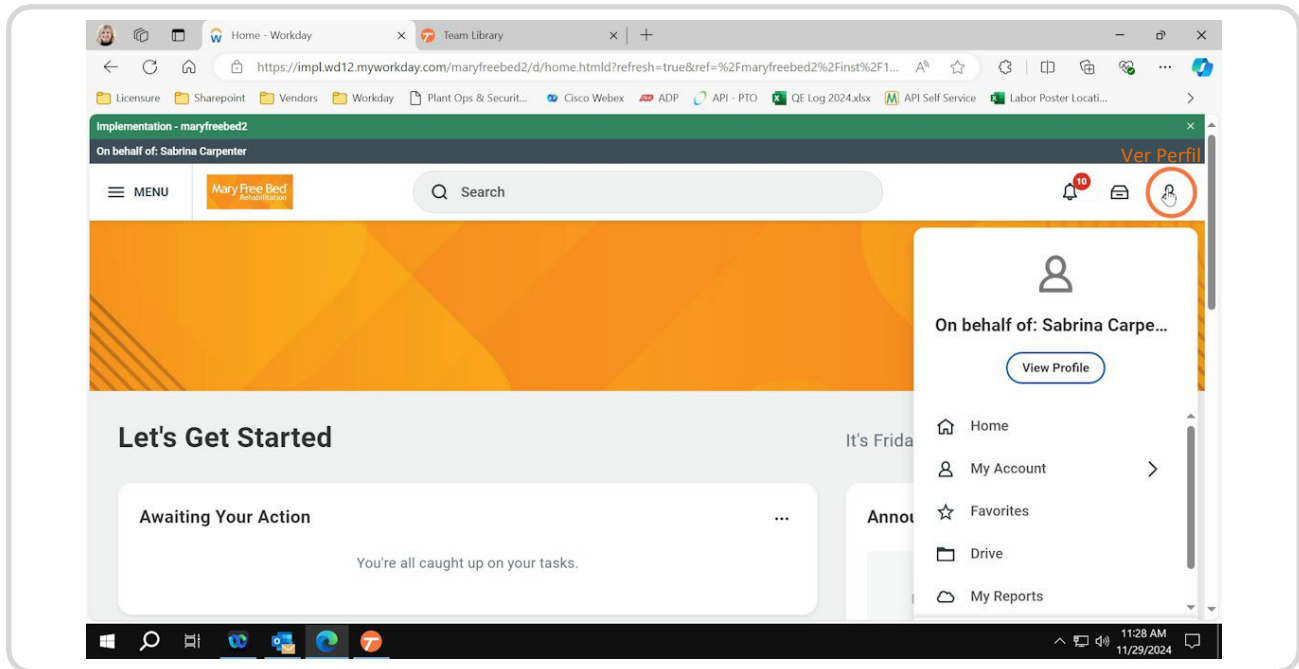 Home - Workday
Team Library
https://impl.wd12.myworkday.com/maryfreebed2/d/home.htmld?refresh=true&ref=%2Fmaryfreebed2%2Finst%2F1...
Licensure Sharepoint Vendors Workday Plant Ops & Securit... Cisco Webex ADP API - PTO QE Log 2024.xlsx API Self Service Labor Poster Locati...
Implementation - maryfreebed2
On behalf of: Sabrina Carpenter
Ver Perfil
MENU
Mary Free Bed
Rehabilitation
Search
10
On behalf of: Sabrina Carpe...
View Profile
Let's Get Started
It's Frida
Home
My Account
Favorites
Drive
My Reports
Awaiting Your Action
...
You're all caught up on your tasks.
Annou
11:28 AM
11/29/2024